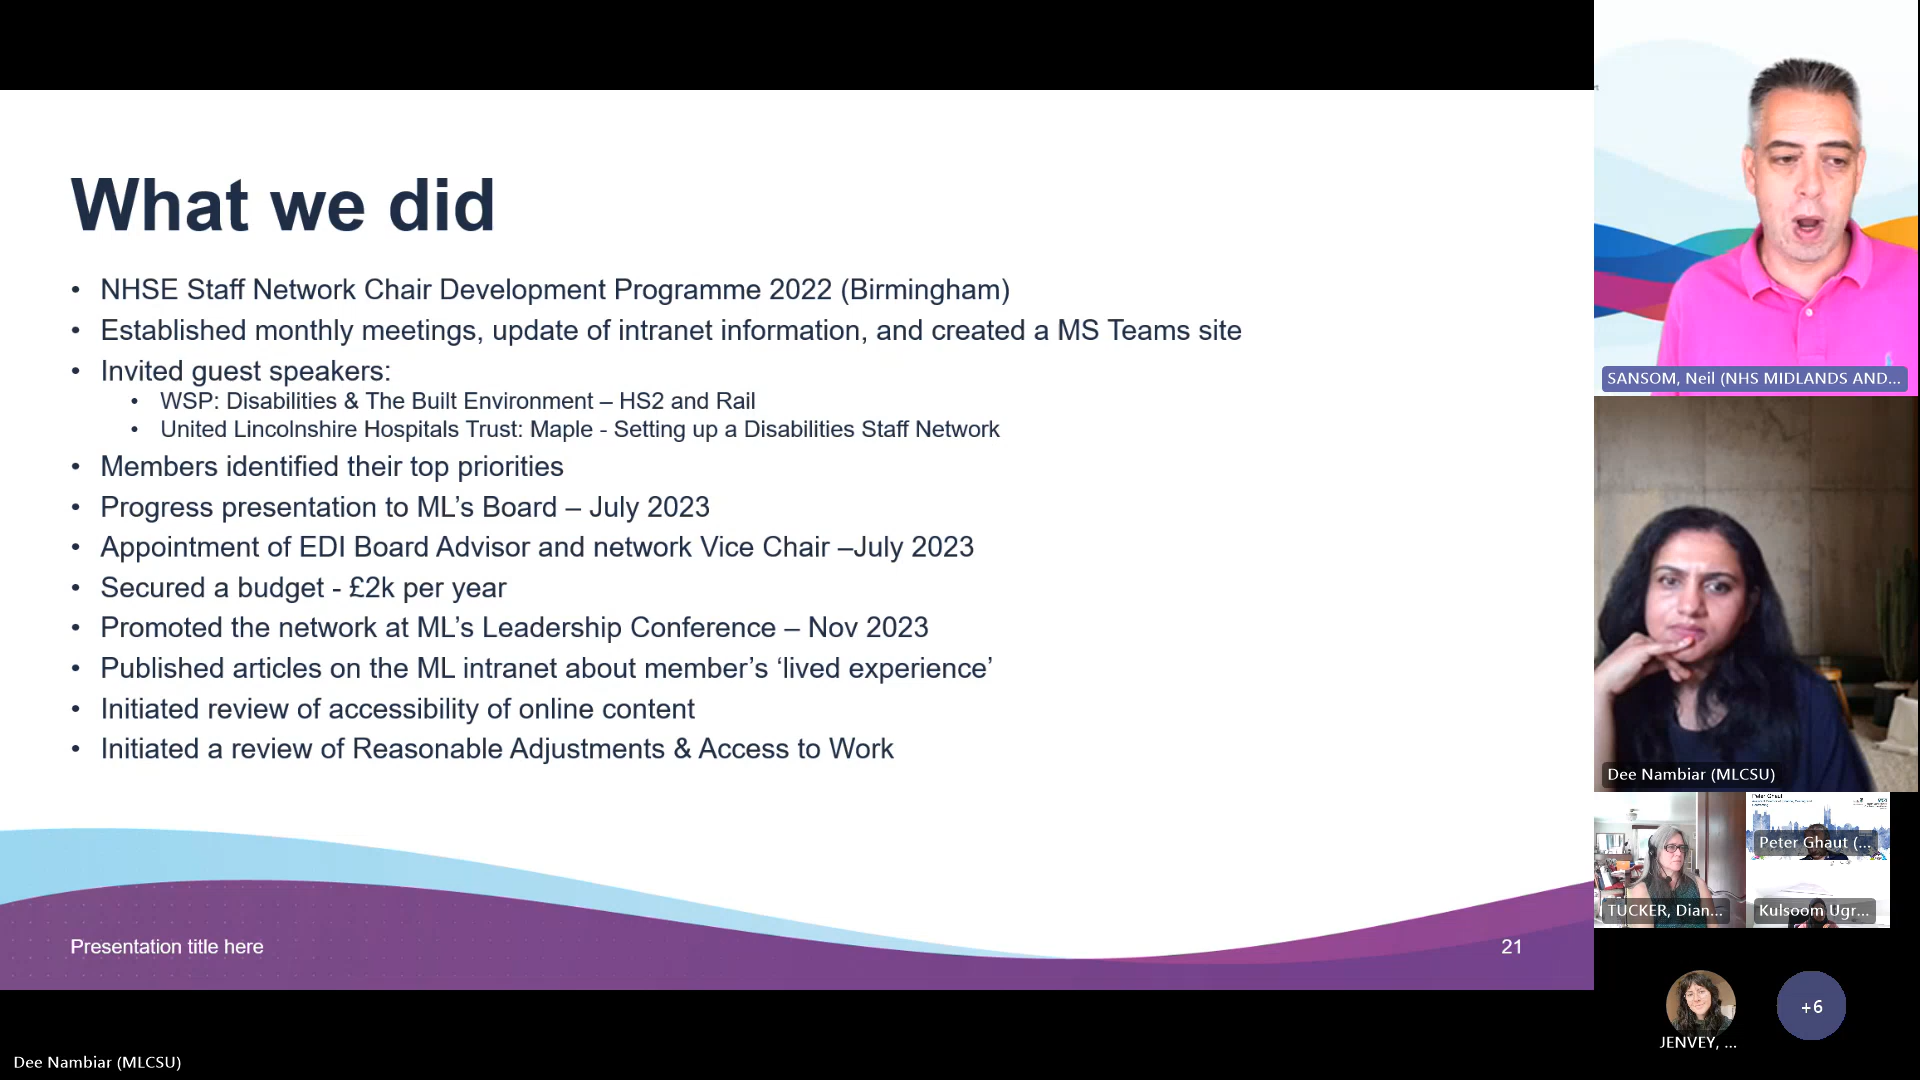 What we did
• NHSE Staff Network Chair Development Programme 2022 (Birmingham)
• Established monthly meetings, update of intranet information, and created a MS Teams site
• Invited guest speakers:
• WSP: Disabilities & The Built Environment – HS2 and Rail
• United Lincolnshire Hospitals Trust: Maple - Setting up a Disabilities Staff Network
• Members identified their top priorities
• Progress presentation to ML’s Board – July 2023
• Appointment of EDI Board Advisor and network Vice Chair –July 2023
• Secured a budget - £2k per year
• Promoted the network at ML’s Leadership Conference – Nov 2023
• Published articles on the ML intranet about member’s ‘lived experience’
• Initiated review of accessibility of online content
• Initiated a review of Reasonable Adjustments & Access to Work
Presentation title here
21
SANSOM, Neil (NHS MIDLANDS AND...
Dee Nambiar (MLCSU)
Peter Ghaut
Peter Ghaut (...
TUCKER, Dian...
Kulsoom Ugr...
JENVEY, ...
+6
Dee Nambiar (MLCSU)